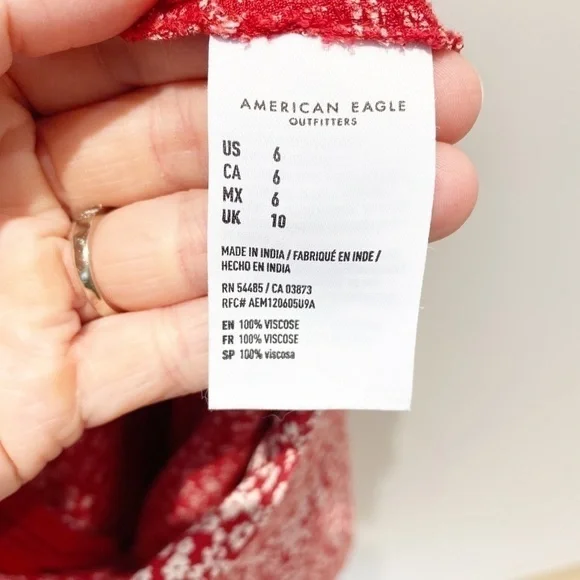 AMERICAN EAGLE
OUTFITTERS
US 6
CA 6
MX 6
UK 10
MADE IN INDIA / FABRIQUÉ EN INDE /
HECHO EN INDIA
RN 54485 / CA 03873
RFC# AEM120605U9A
EN 100% VISCOSE
FR 100% VISCOSE
SP 100% viscosa